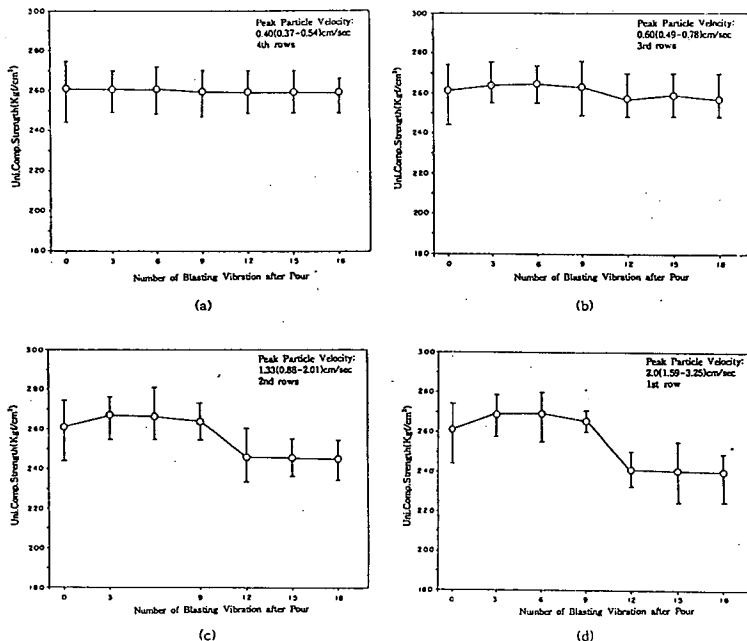 Peak Particle Velocity:
0.40(0.37-0.54)cm/sec
4th rows
300
280
260
240
220
200
180
Uni.Comp.Strength(Kgf/cm²)
0 3 6 9 12 15 18
Number of Blasting Vibration after Pour
(a)
Peak Particle Velocity:
0.60(0.49-0.78)cm/sec
3rd rows
300
280
260
240
220
200
180
Uni.Comp.Strength(Kgf/cm²)
0 3 6 9 12 15 18
Number of Blasting Vibration after Pour
(b)
Peak Particle Velocity:
1.33(0.88-2.01)cm/sec
2nd rows
300
280
260
240
220
200
180
Uni.Comp.Strength(Kgf/cm²)
0 3 6 9 12 15 18
Number of Blasting Vibration after Pour
(c)
Peak Particle Velocity:
2.0(1.59-3.25)cm/sec
1st row
300
280
260
240
220
200
180
Uni.Comp.Strength(Kgf/cm²)
0 3 6 9 12 15 18
Number of Blasting Vibration after Pour
(d)